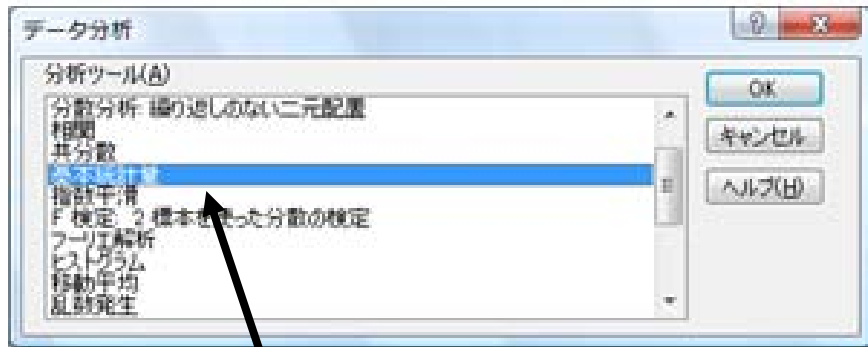 データ分析
分析ツール(A)
分散分析: 繰り返しのない二元配置
相関
共分散
基本統計量
指数平滑
F 検定: 2 標本を使った分散の検定
フーリエ解析
ヒストグラム
移動平均
乱数発生
OK
キャンセル
ヘルプ(H)